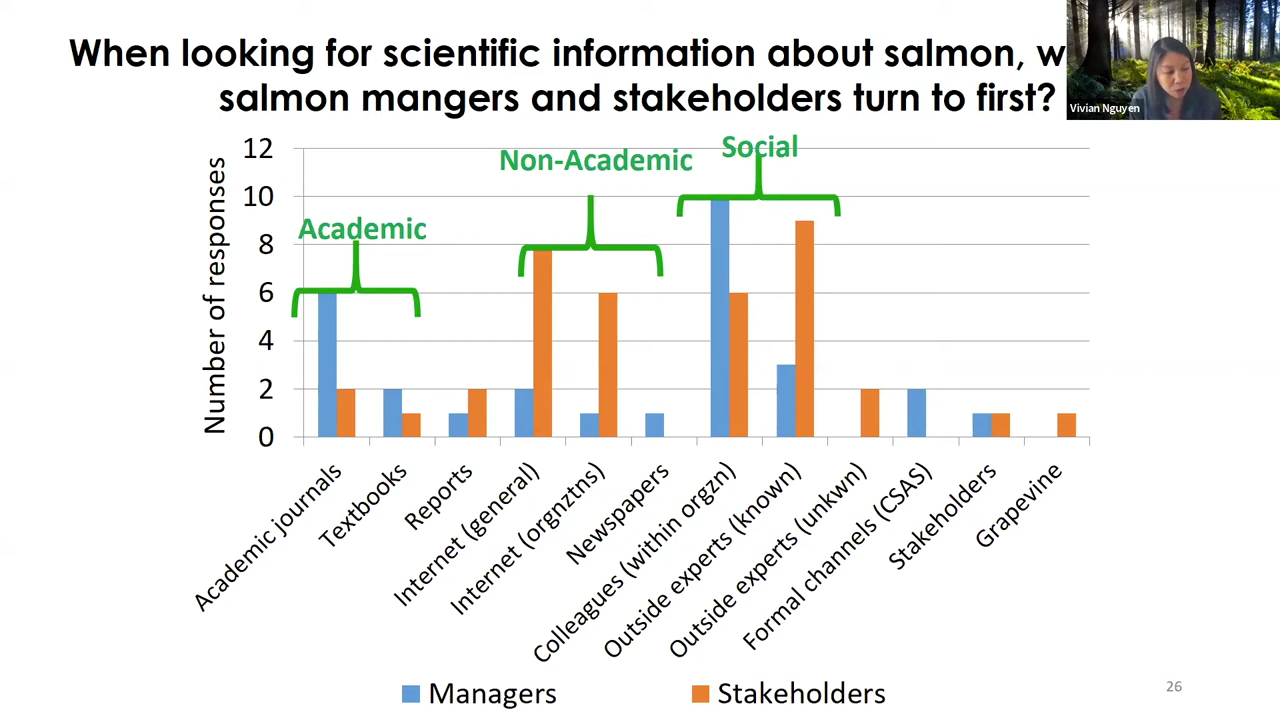 When looking for scientific information about salmon,
salmon mangers and stakeholders turn to first?
Vivian Nguyen
Number of responses
12
10
8
6
4
2
0
Academic
Non-Academic
Social
Academic journals
Textbooks
Reports
Internet (general)
Internet (orgnztns)
Newspapers
Colleagues (within orgzn)
Outside experts (known)
Outside experts (unkwn)
Formal channels (CSAS)
Stakeholders
Grapevine
Managers
Stakeholders
26